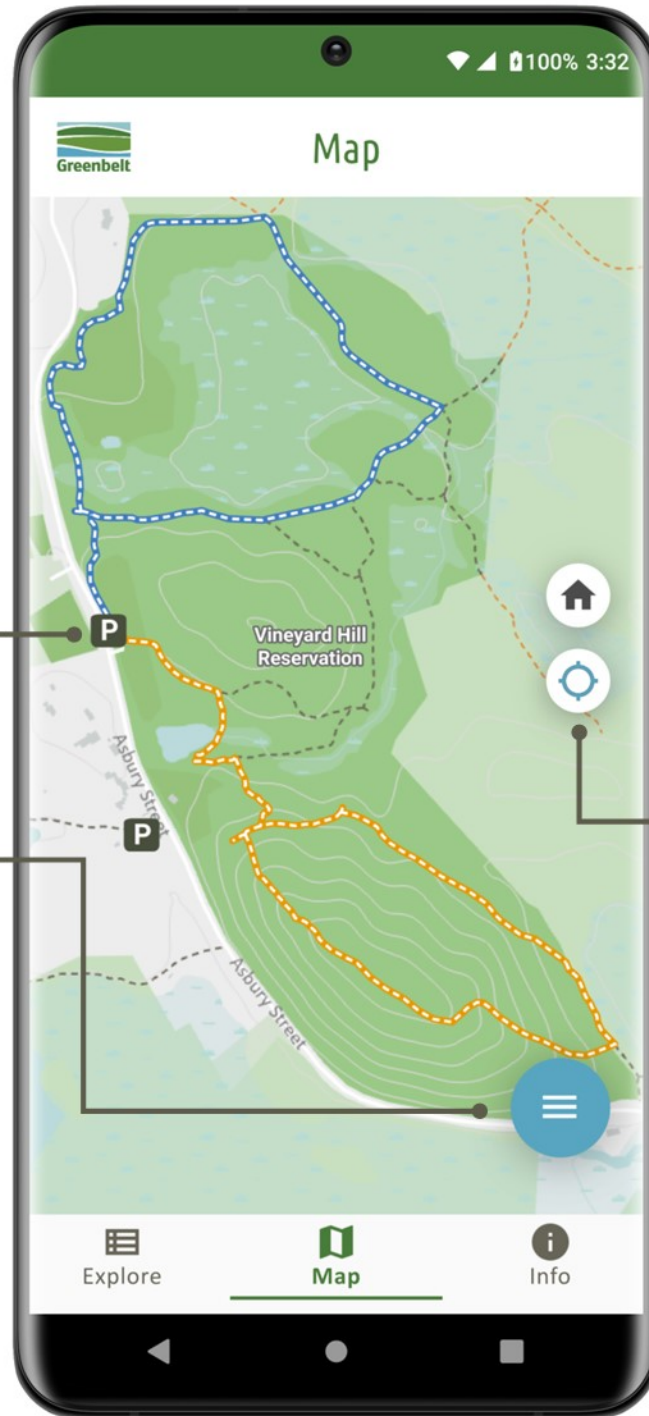 100% 3:32
Greenbelt
Map
Vineyard Hill
Reservation
P
Asbury Street
P
Asbury Street
Explore
Map
Info